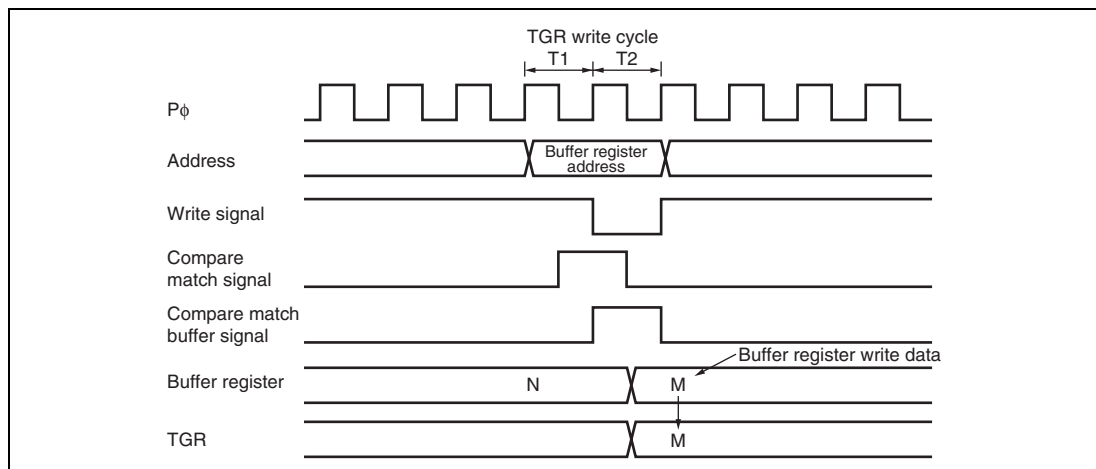 TGR write cycle
T1 T2
Pϕ
Address
Buffer register
address
Write signal
Compare
match signal
Compare match
buffer signal
Buffer register write data
Buffer register
N
M
TGR
M